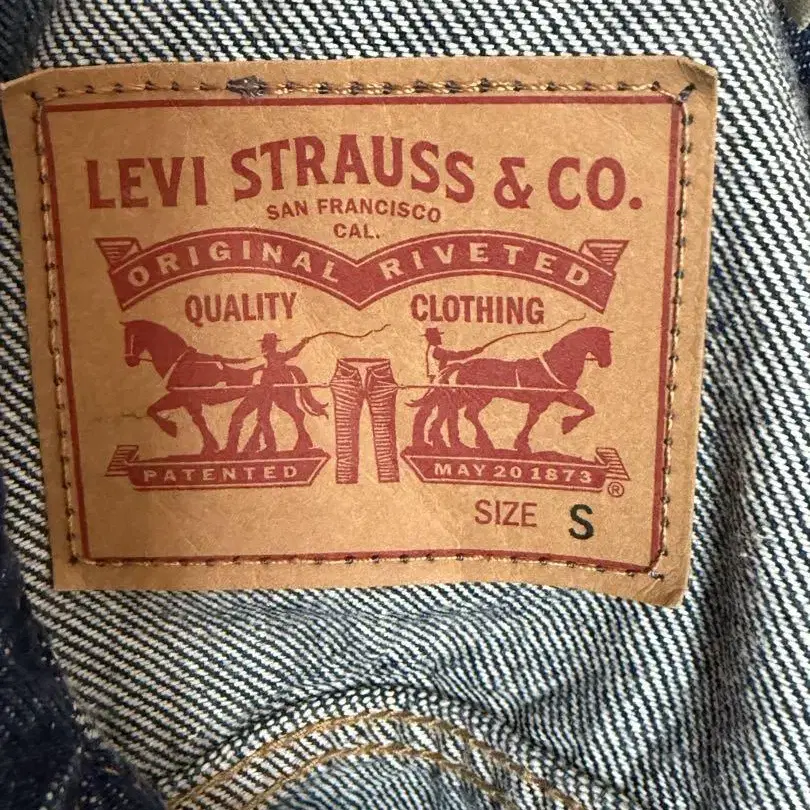 LEVI STRAUSS & CO.
SAN FRANCISCO
CAL.
ORIGINAL RIVETED
QUALITY CLOTHING
PATENTED MAY 20 1873
®
SIZE S